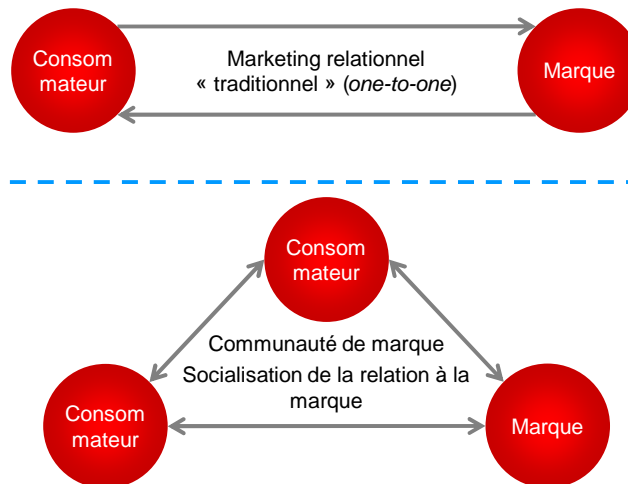 Consom
mateur
Marketing relationnel
« traditionnel » (one-to-one)
Marque
Consom
mateur
Communauté de marque
Socialisation de la relation à la
marque
Consom
mateur
Marque